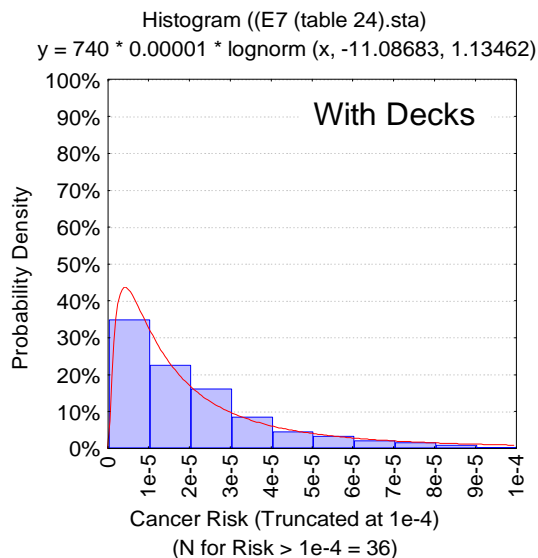 Histogram ((E7 (table 24).sta)
y = 740 * 0.00001 * lognorm (x, -11.08683, 1.13462)
With Decks
Probability Density
100%
90%
80%
70%
60%
50%
40%
30%
20%
10%
0%
0
1e-5
2e-5
3e-5
4e-5
5e-5
6e-5
7e-5
8e-5
9e-5
1e-4
Cancer Risk (Truncated at 1e-4)
(N for Risk > 1e-4 = 36)